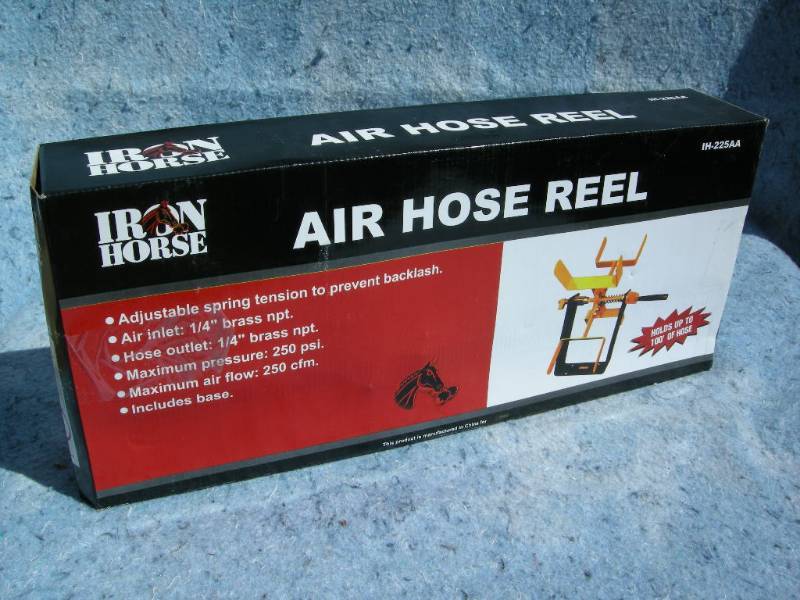 IRON
HORSE
AIR HOSE REEL
IH-225AA
IRON
HORSE
AIR HOSE REEL
IH-225AA
• Adjustable spring tension to prevent backlash.
• Air inlet: 1/4" brass npt.
• Hose outlet: 1/4" brass npt.
• Maximum pressure: 250 psi.
• Maximum air flow: 250 cfm.
• Includes base.
HOLDS UP TO
100' OF HOSE
This product is manufactured in China for